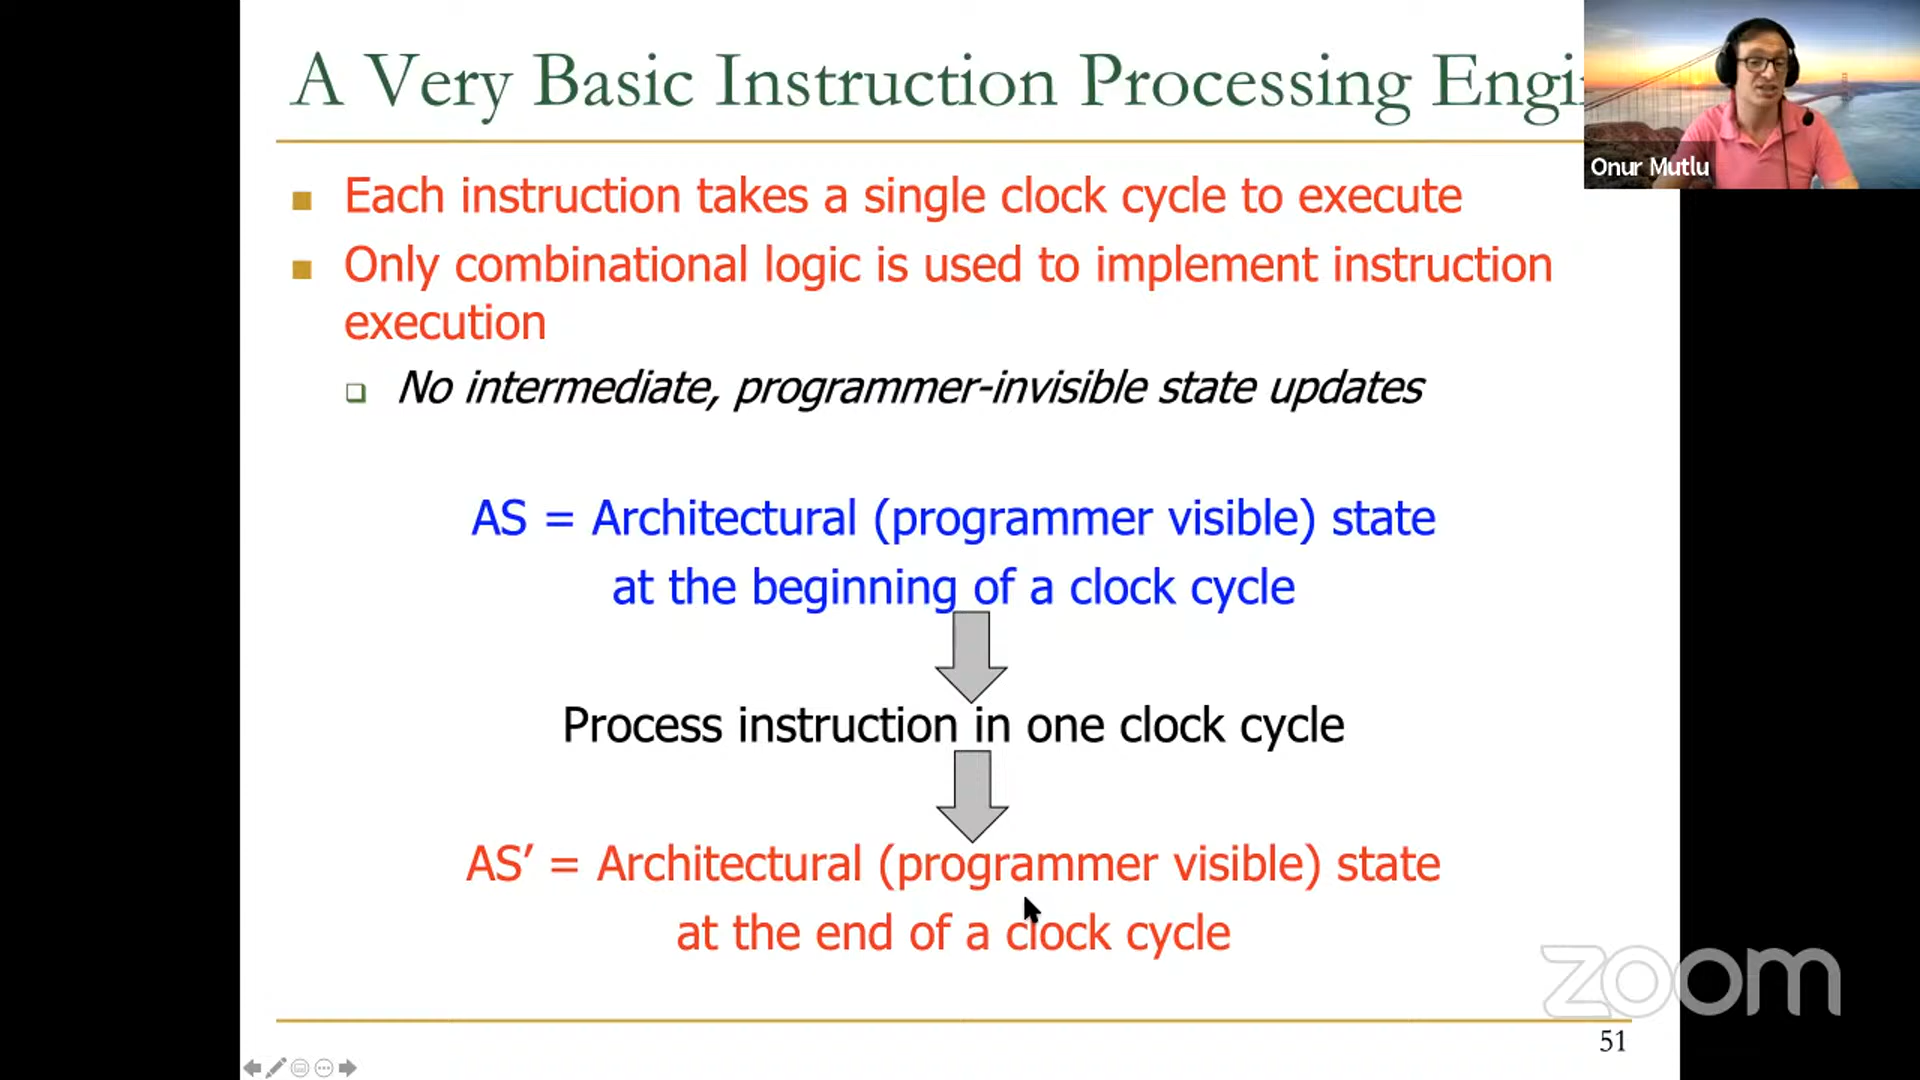 A Very Basic Instruction Processing Engi
Onur Mutlu
Each instruction takes a single clock cycle to execute
Only combinational logic is used to implement instruction
execution
No intermediate, programmer-invisible state updates
AS = Architectural (programmer visible) state
at the beginning of a clock cycle
Process instruction in one clock cycle
AS’ = Architectural (programmer visible) state
at the end of a clock cycle
zoom
51